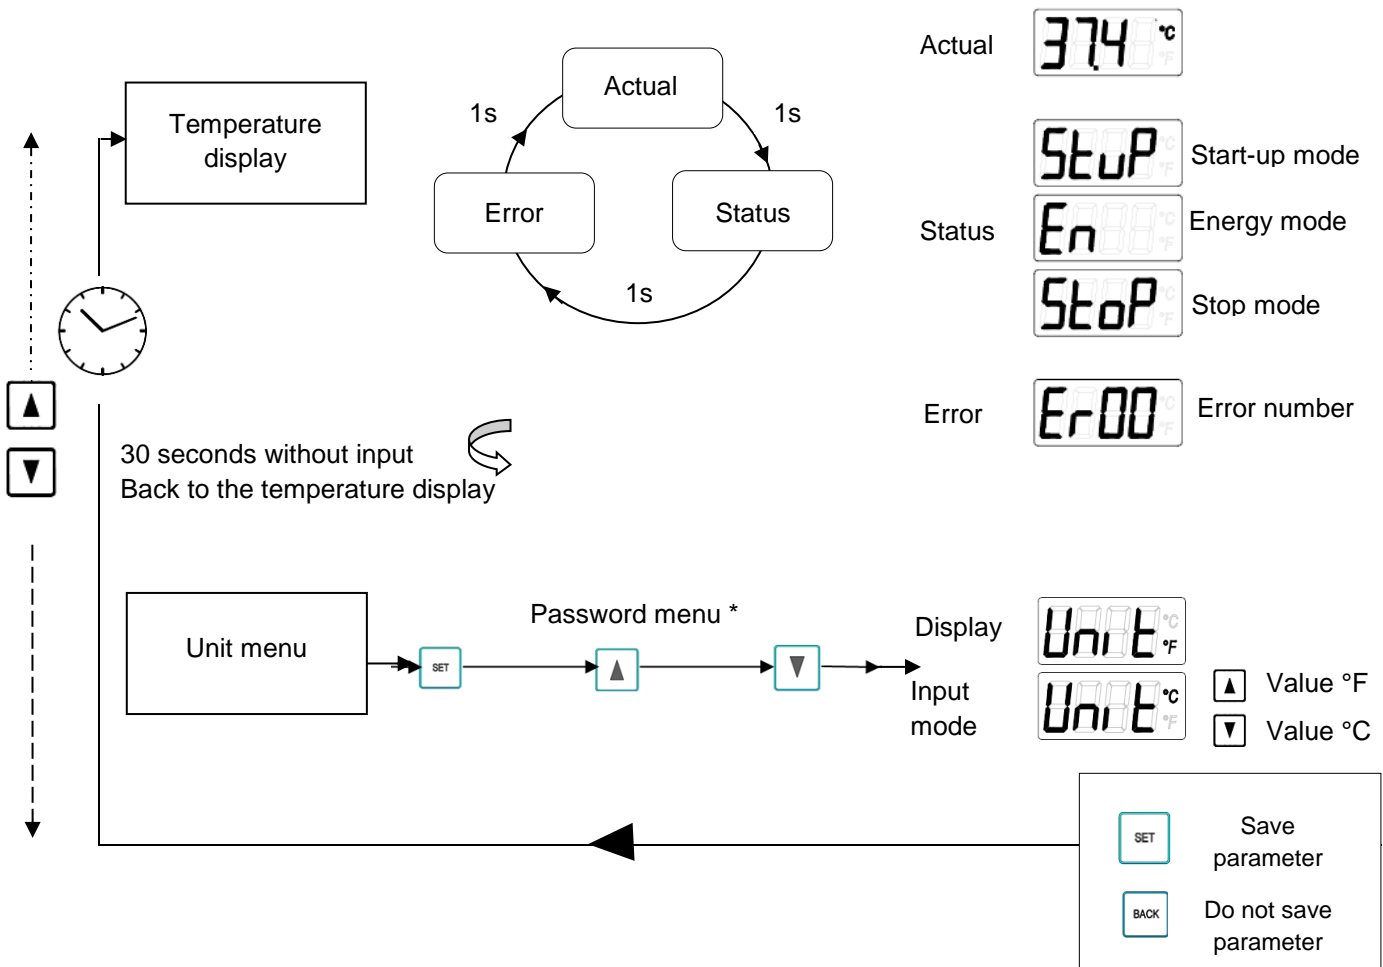 Actual
37.4 °C
°F
Temperature
display
Actual
1s
1s
Error
Status
1s
Status
StuP °C
°F
Start-up mode
En °C
°F
Energy mode
StoP °C
°F
Stop mode
Error
Er00 °C
°F
Error number
30 seconds without input
Back to the temperature display
Unit menu
SET
Password menu *
Display
Unit °C
°F
Input
mode
Unit °C
°F
Value °F
Value °C
SET
Save
parameter
BACK
Do not save
parameter